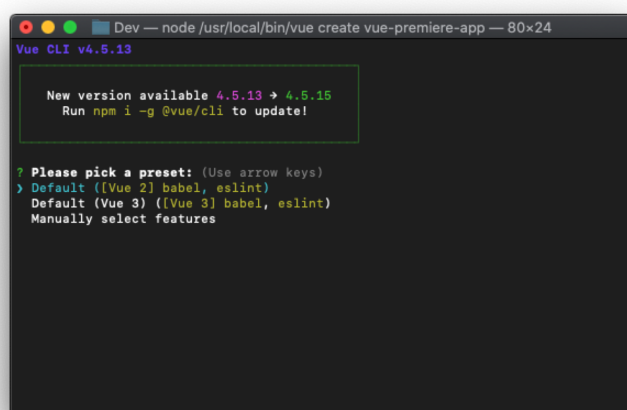 Dev — node /usr/local/bin/vue create vue-premiere-app — 80×24
Vue CLI v4.5.13
New version available 4.5.13 → 4.5.15
Run npm i -g @vue/cli to update!
? Please pick a preset: (Use arrow keys)
❯ Default ([Vue 2] babel, eslint)
Default (Vue 3) ([Vue 3] babel, eslint)
Manually select features